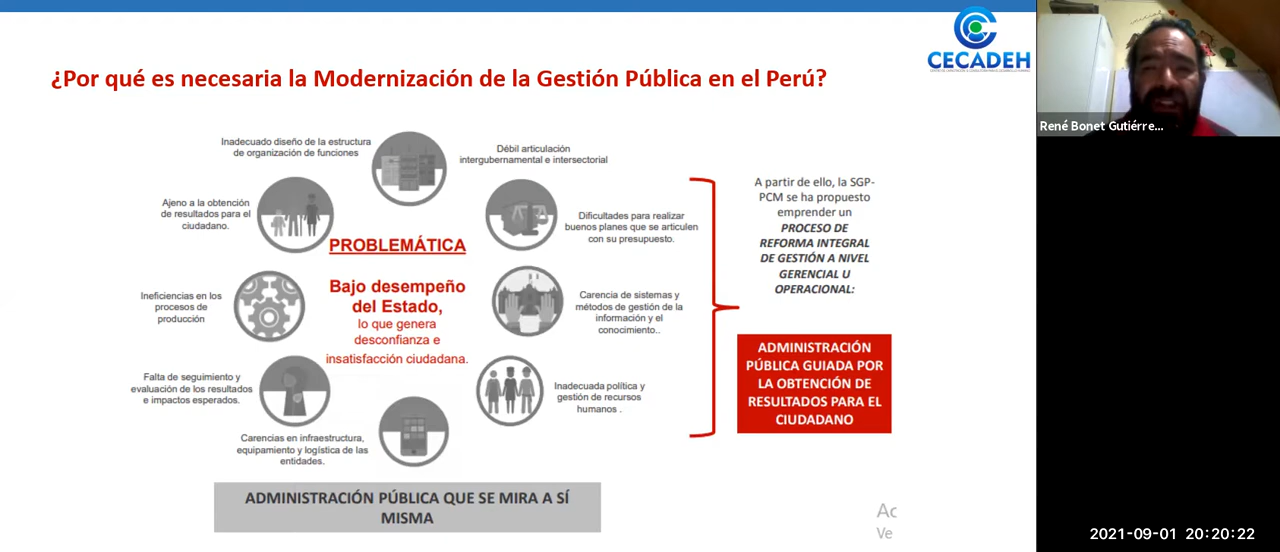 CECADEH
¿Por qué es necesaria la Modernización de la Gestión Pública en el Perú?
René Bonet Gutiérre...
Inadecuado diseño de la estructura
de organización de funciones
Débil articulación
intergubernamental e intersectorial
Ajeno a la obtención
de resultados para el
ciudadano.
Dificultades para realizar
buenos planes que se articulen
con su presupuesto.
PROBLEMÁTICA
Bajo desempeño
del Estado,
lo que genera
desconfianza e
insatisfacción ciudadana.
Ineficiencias en los
procesos de
producción
Carencia de sistemas y
métodos de gestión de la
información y el
conocimiento..
Falta de seguimiento y
evaluación de los resultados
e impactos esperados.
Inadecuada política y
gestión de recursos
humanos .
Carencias en infraestructura,
equipamiento y logística de las
entidades.
ADMINISTRACIÓN PÚBLICA QUE SE MIRA A SÍ
MISMA
A partir de ello, la SGP-
PCM se ha propuesto
emprender un
PROCESO DE
REFORMA INTEGRAL
DE GESTIÓN A NIVEL
GERENCIAL U
OPERACIONAL:
ADMINISTRACIÓN
PÚBLICA GUIADA POR
LA OBTENCIÓN DE
RESULTADOS PARA EL
CIUDADANO
Ac
Ve
2021-09-01 20:20:22